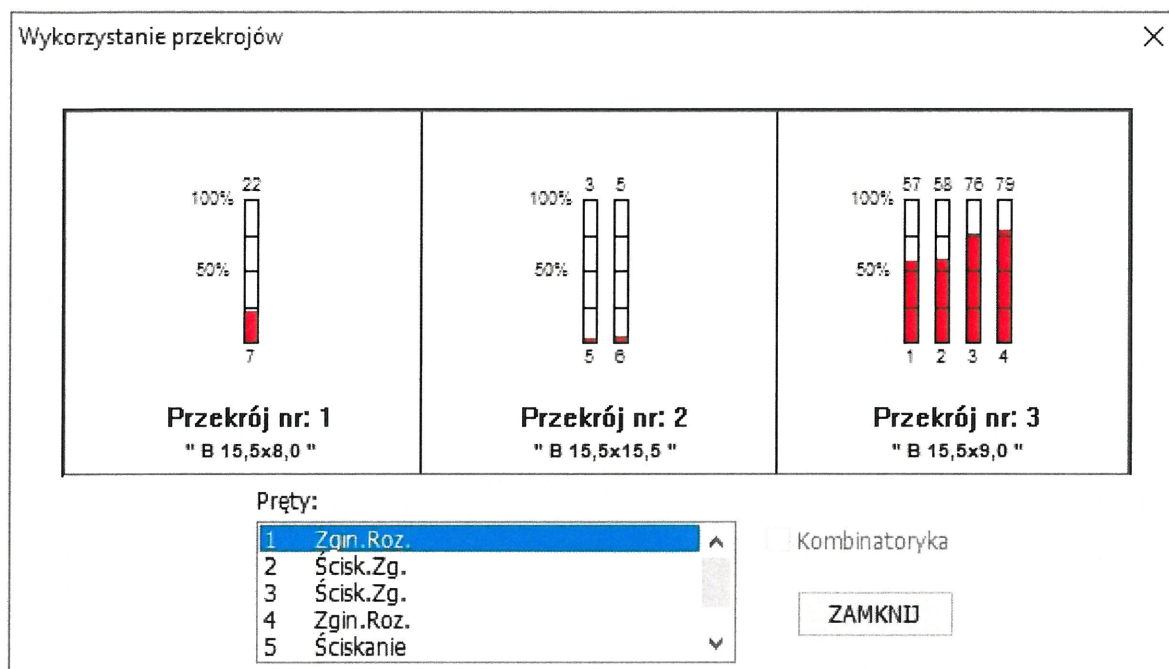 Wykorzystanie przekrojów
22
100%
50%
7
Przekrój nr: 1
" B 15,5x8,0 "
3 5
100%
50%
5 6
Przekrój nr: 2
" B 15,5x15,5 "
57 58 76 79
100%
50%
1 2 3 4
Przekrój nr: 3
" B 15,5x9,0 "
Pręty:
1 Zgin.Roz.
2 Ścisk.Zg.
3 Ścisk.Zg.
4 Zgin.Roz.
5 Ściskanie
Kombinatoryka
ZAMKNIJ